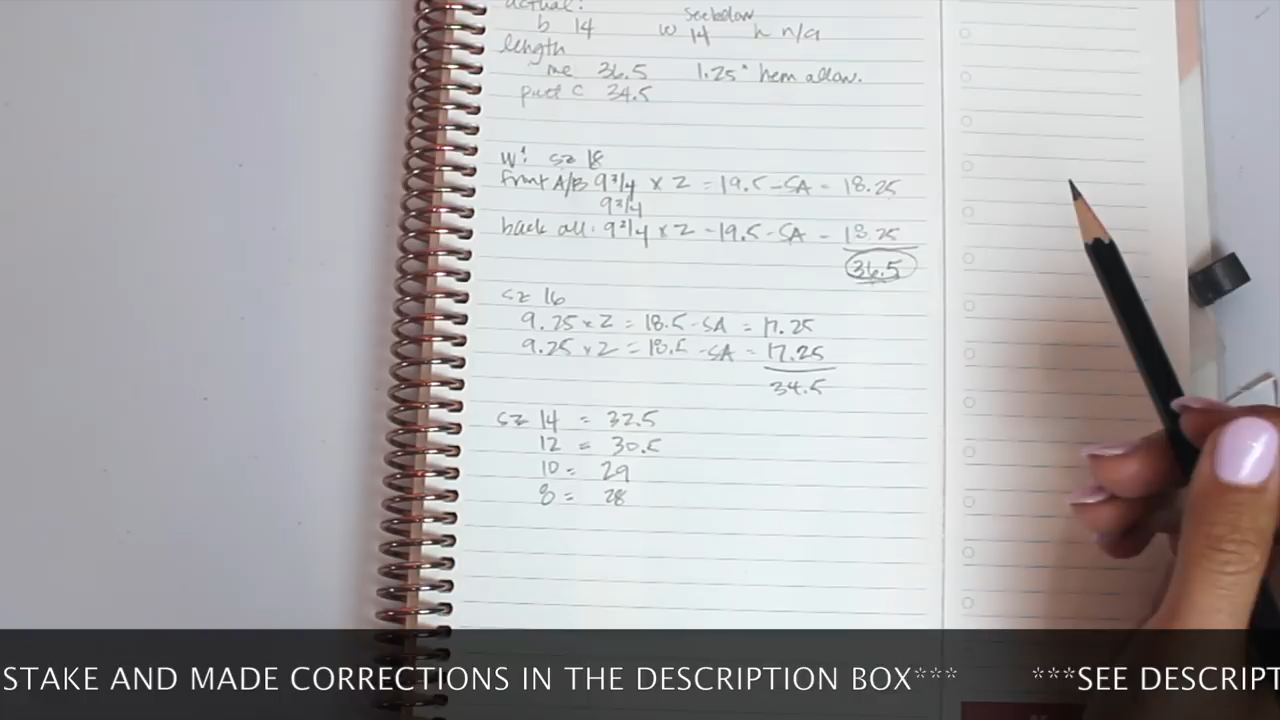 actual:
see below
b 14 w 14 h n/a
length
me 36.5 1.25" hem allow.
C 34.5
W: sz 18
front A/B 9 3/4 x 2 = 19.5 - SA = 18.25
9 3/4
back all: 9 3/4 x 2 = 19.5 - SA = 18.25
36.5
sz 16
9.25 x 2 = 18.5 - SA = 17.25
9.25 x 2 = 18.5 - SA = 17.25
34.5
sz 14 = 32.5
12 = 30.5
10 = 29
8 = 28
STAKE AND MADE CORRECTIONS IN THE DESCRIPTION BOX*** ***SEE DESCRIPT